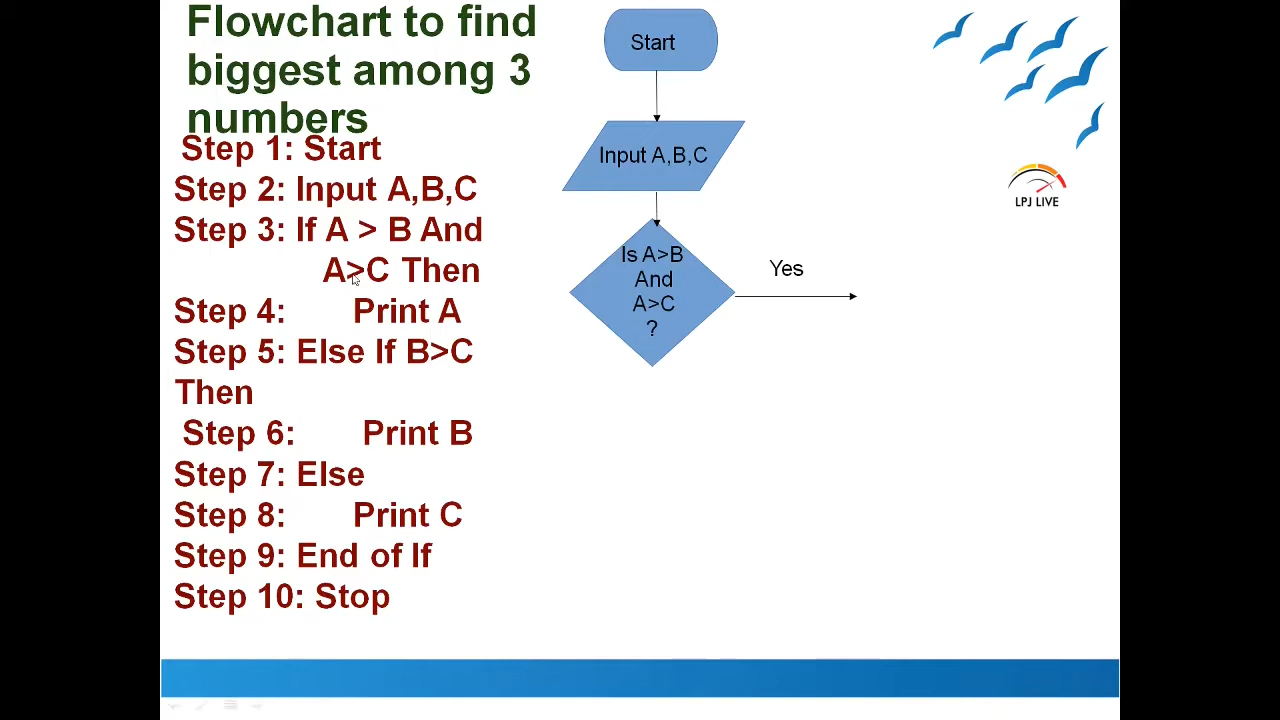 Flowchart to find
biggest among 3
numbers
Step 1: Start
Step 2: Input A,B,C
Step 3: If A > B And
A>C Then
Step 4: Print A
Step 5: Else If B>C
Then
Step 6: Print B
Step 7: Else
Step 8: Print C
Step 9: End of If
Step 10: Stop
Start
Input A,B,C
Is A>B
And
A>C
?
Yes
LPJ LIVE